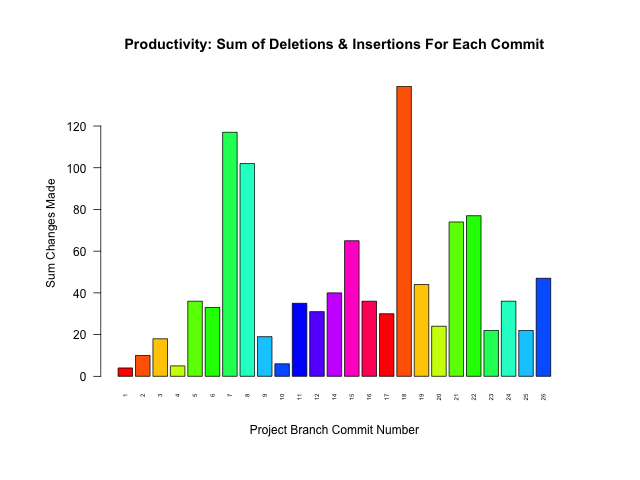 Productivity: Sum of Deletions & Insertions For Each Commit
120
100
80
60
40
20
0
Sum Changes Made
1 2 3 4 5 6 7 8 9 10 11 12 14 15 16 17 18 19 20 21 22 23 24 25 26
Project Branch Commit Number